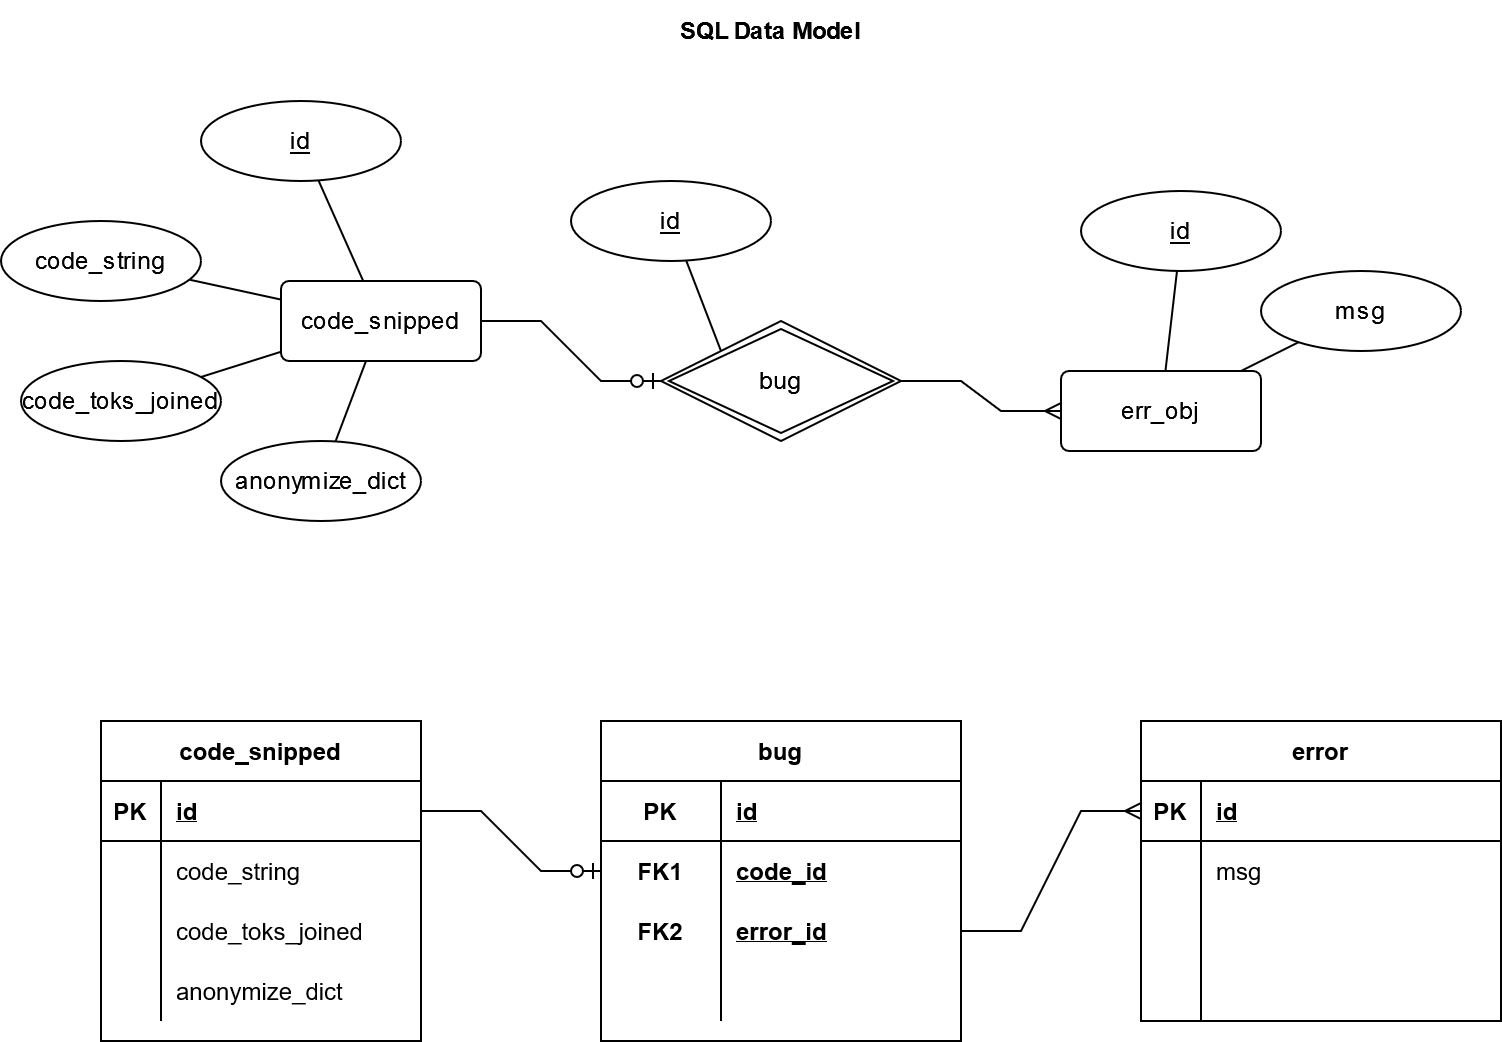 SQL Data Model
id
code_string
code_toks_joined
anonymize_dict
code_snipped
id
bug
id
msg
err_obj
code_snipped
PK id
code_string
code_toks_joined
anonymize_dict
bug
PK id
FK1 code_id
FK2 error_id
error
PK id
msg